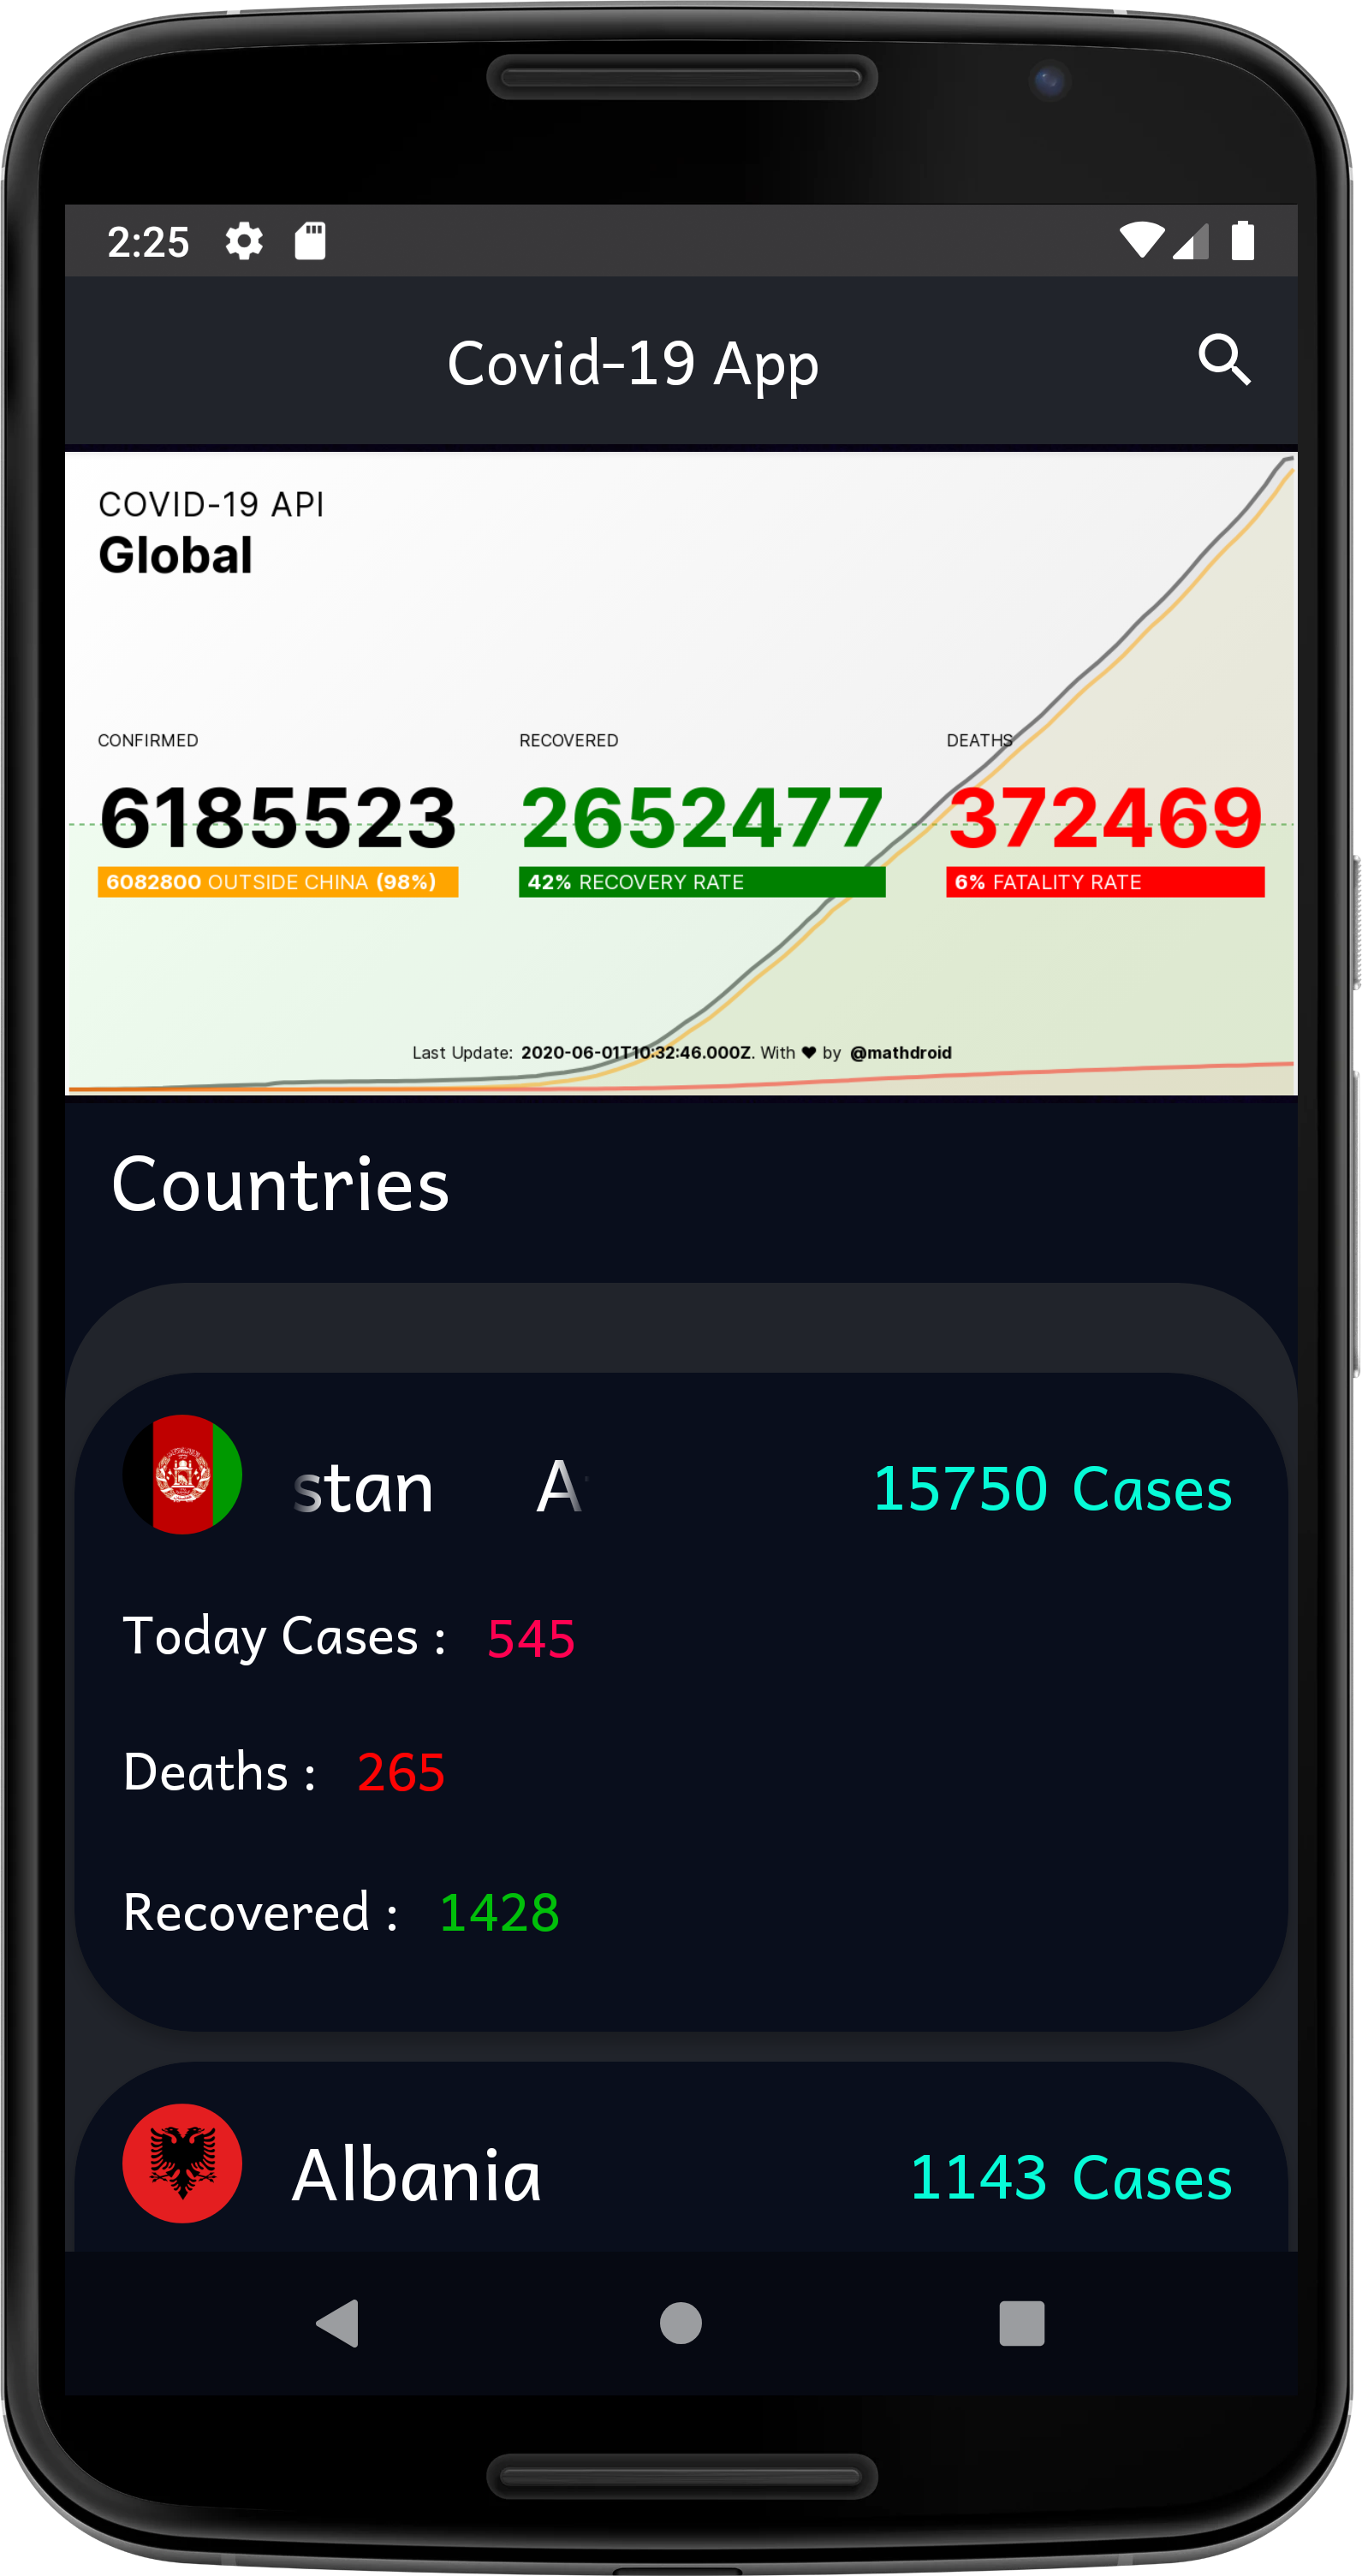 2:25
Covid-19 App
COVID-19 API
Global
CONFIRMED RECOVERED DEATHS
6185523 2652477 372469
6082800 OUTSIDE CHINA (98%) 42% RECOVERY RATE 6% FATALITY RATE
Last Update: 2020-06-01T10:32:46.000Z. With ♥ by @mathdroid
Countries
stan A 15750 Cases
Today Cases : 545
Deaths : 265
Recovered : 1428
Albania 1143 Cases